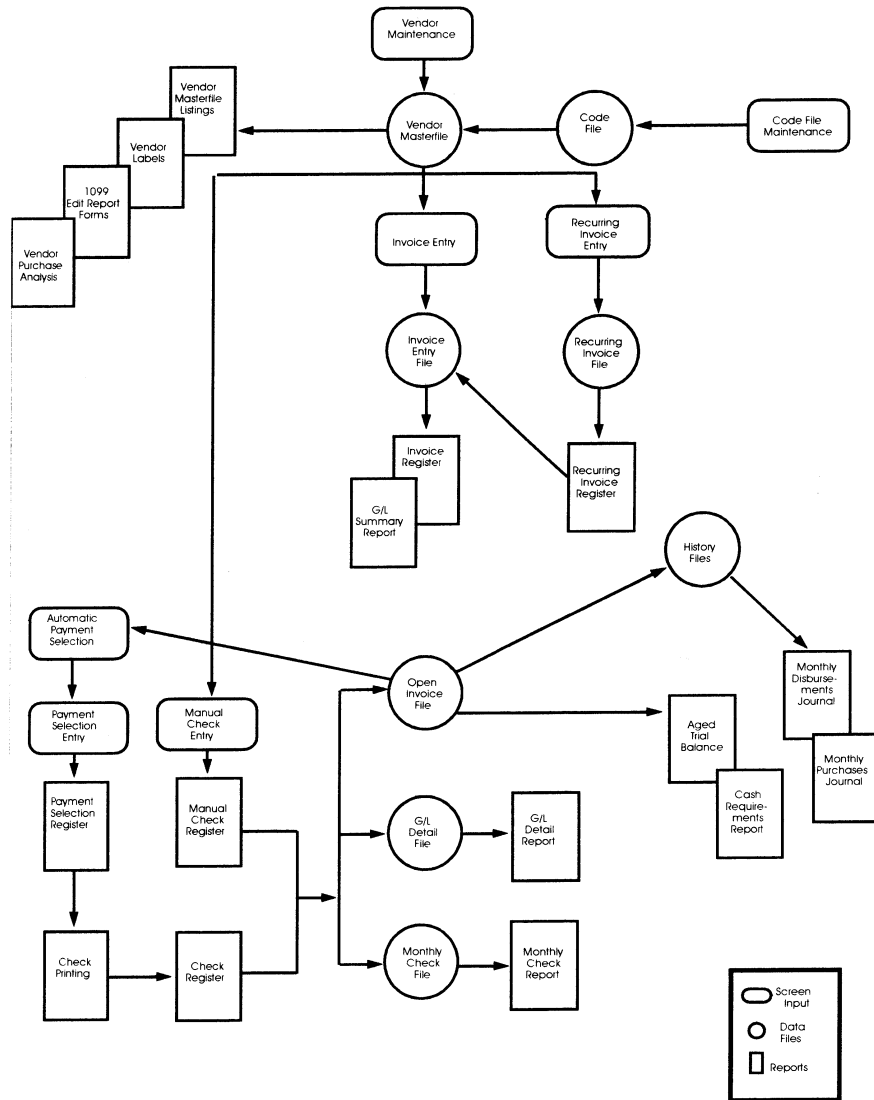 Vendor
Maintenance
Vendor
Masterfile
Listings
Vendor
Masterfile
Code
File
Code File
Maintenance
Vendor
Labels
1099
Edit Report
Forms
Vendor
Purchase
Analysis
Invoice Entry
Recurring
Invoice
Entry
Invoice
Entry
File
Recurring
Invoice File
Invoice
Register
G/L
Summary
Report
Recurring
Invoice
Register
History
Files
Automatic
Payment
Selection
Open
Invoice
File
Monthly
Disburse-
ments
Journal
Payment
Selection
Entry
Manual
Check
Entry
Aged
Trial
Balance
Monthly
Purchases
Journal
Payment
Selection
Register
Manual
Check
Register
G/L
Detail
File
G/L
Detail
Report
Cash
Require-
ments
Report
Check
Printing
Check
Register
Monthly
Check File
Monthly
Check
Report
Screen
Input
Data
Files
Reports